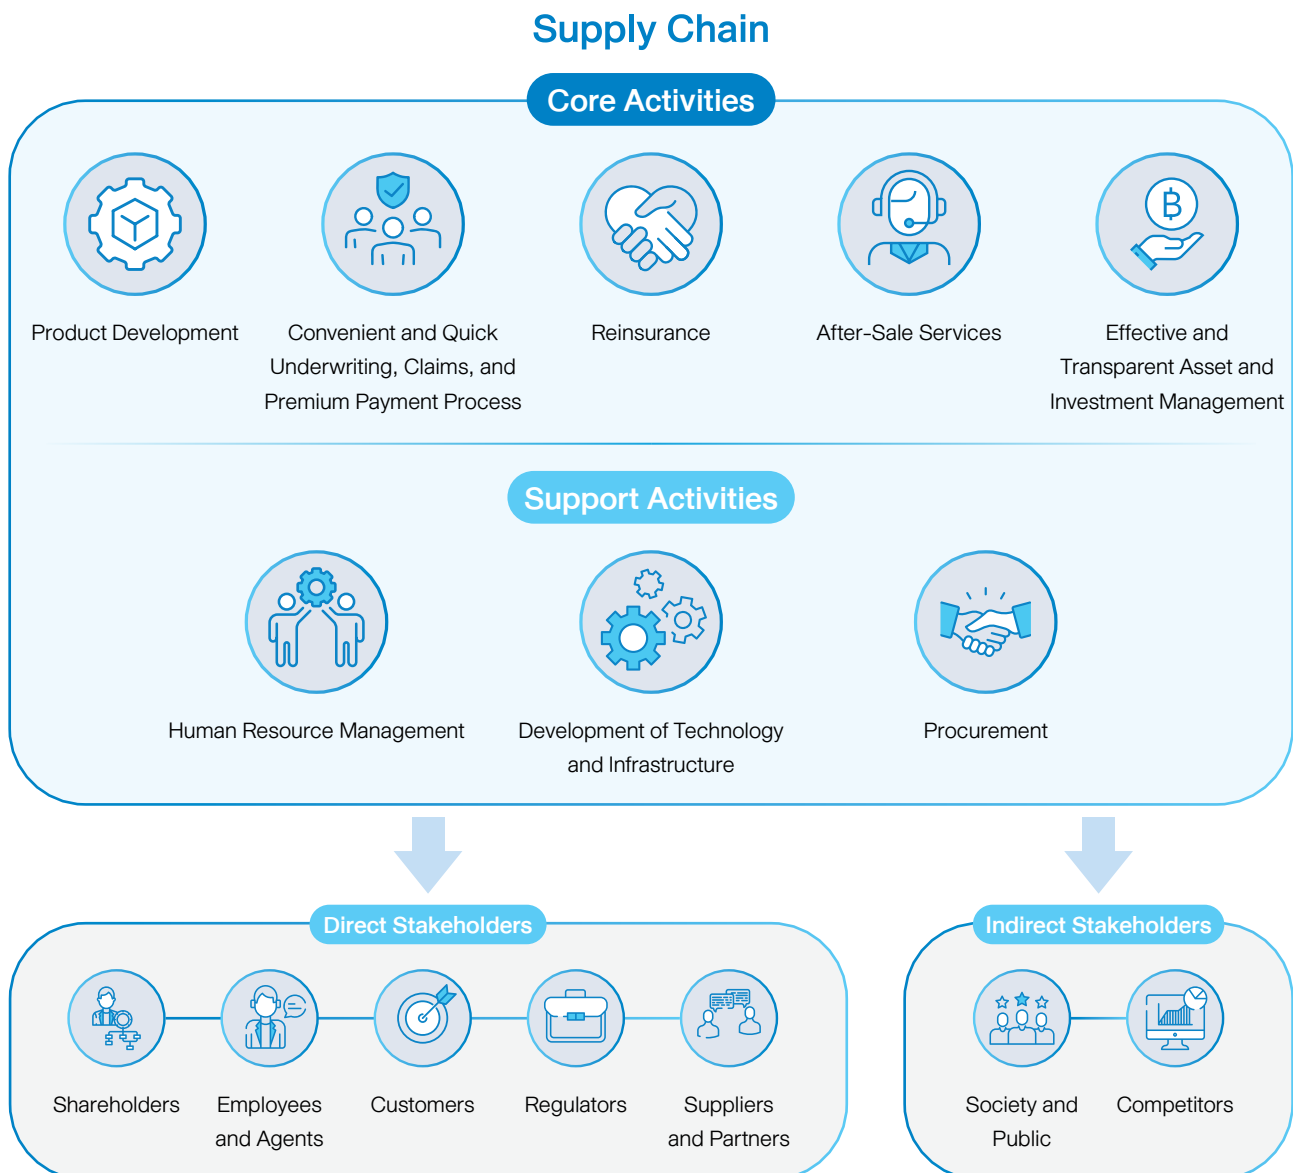 Supply Chain
Core Activities
Product Development
Convenient and Quick
Underwriting, Claims, and
Premium Payment Process
Reinsurance
After-Sale Services
Effective and
Transparent Asset and
Investment Management
Support Activities
Human Resource Management
Development of Technology
and Infrastructure
Procurement
Direct Stakeholders
Shareholders
Employees
and Agents
Customers
Regulators
Suppliers
and Partners
Indirect Stakeholders
Society and
Public
Competitors